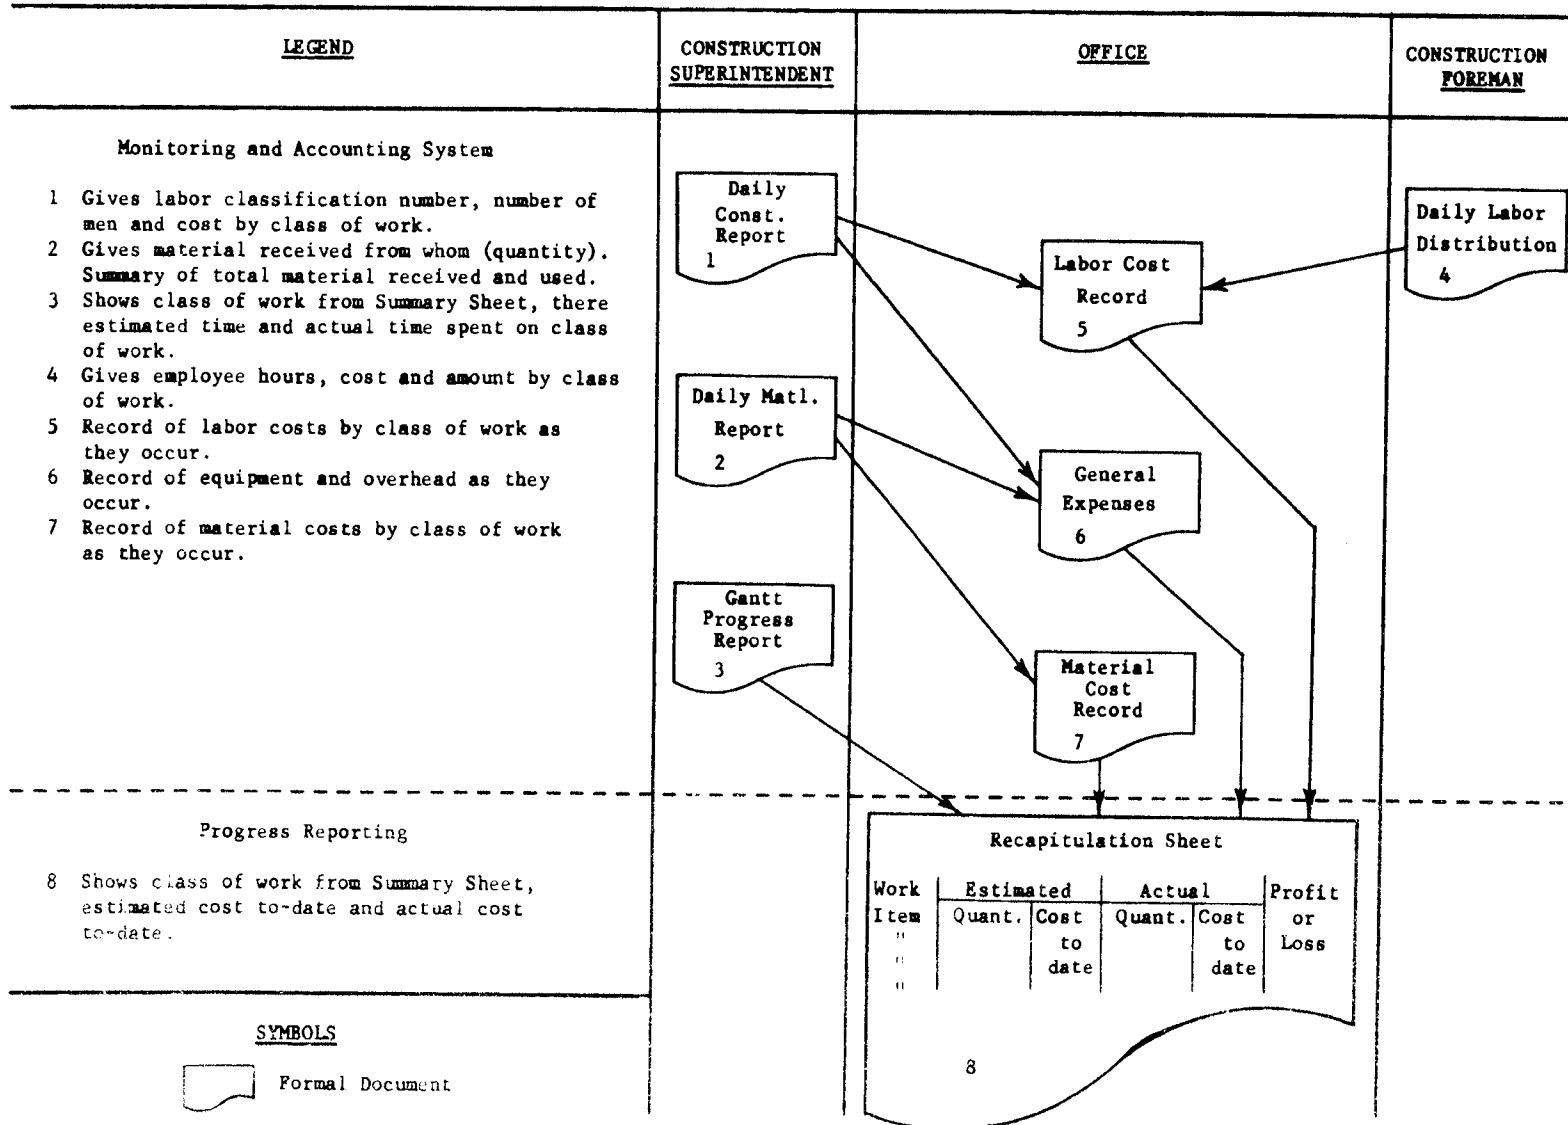 LEGEND
CONSTRUCTION
SUPERINTENDENT
OFFICE
CONSTRUCTION
FOREMAN
Monitoring and Accounting System
1 Gives labor classification number, number of
men and cost by class of work.
2 Gives material received from whom (quantity).
Summary of total material received and used.
3 Shows class of work from Summary Sheet, there
estimated time and actual time spent on class
of work.
4 Gives employee hours, cost and amount by class
of work.
5 Record of labor costs by class of work as
they occur.
6 Record of equipment and overhead as they
occur.
7 Record of material costs by class of work
as they occur.
Daily
Const.
Report
1
Daily Matl.
Report
2
Gantt
Progress
Report
3
Labor Cost
Record
5
General
Expenses
6
Material
Cost
Record
7
Daily Labor
Distribution
4
Progress Reporting
8 Shows class of work from Summary Sheet,
estimated cost to-date and actual cost
to-date.
Recapitulation Sheet
Work Estimated Actual Profit
Item Quant. Cost Quant. Cost or
" to to Loss
" date date
"
8
SYMBOLS
Formal Document